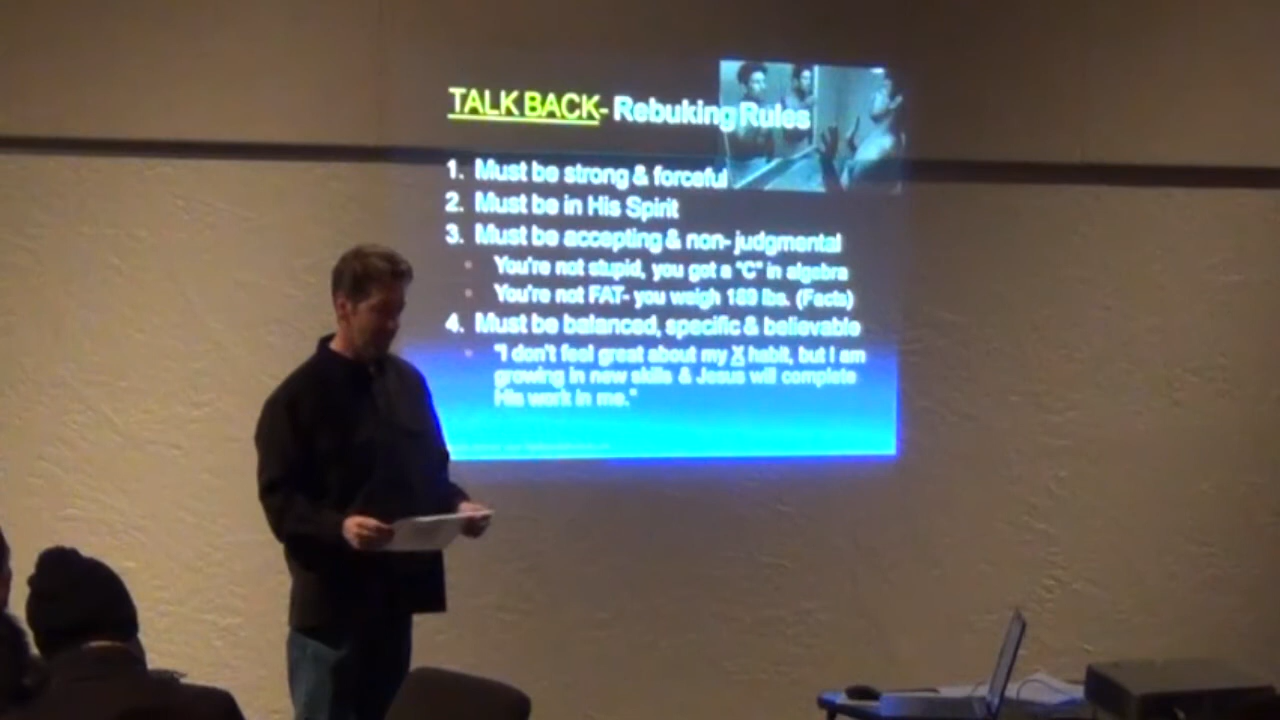 TALK BACK- Rebuking Rules
1. Must be strong & forceful
2. Must be in His Spirit
3. Must be accepting & non- judgmental
You're not stupid, you got a "C" in algebra
You're not FAT- you weigh 189 lbs. (Facts)
4. Must be balanced, specific & believable
"I don't feel great about my X habit, but I am
growing in new skills & Jesus will complete
His work in me."